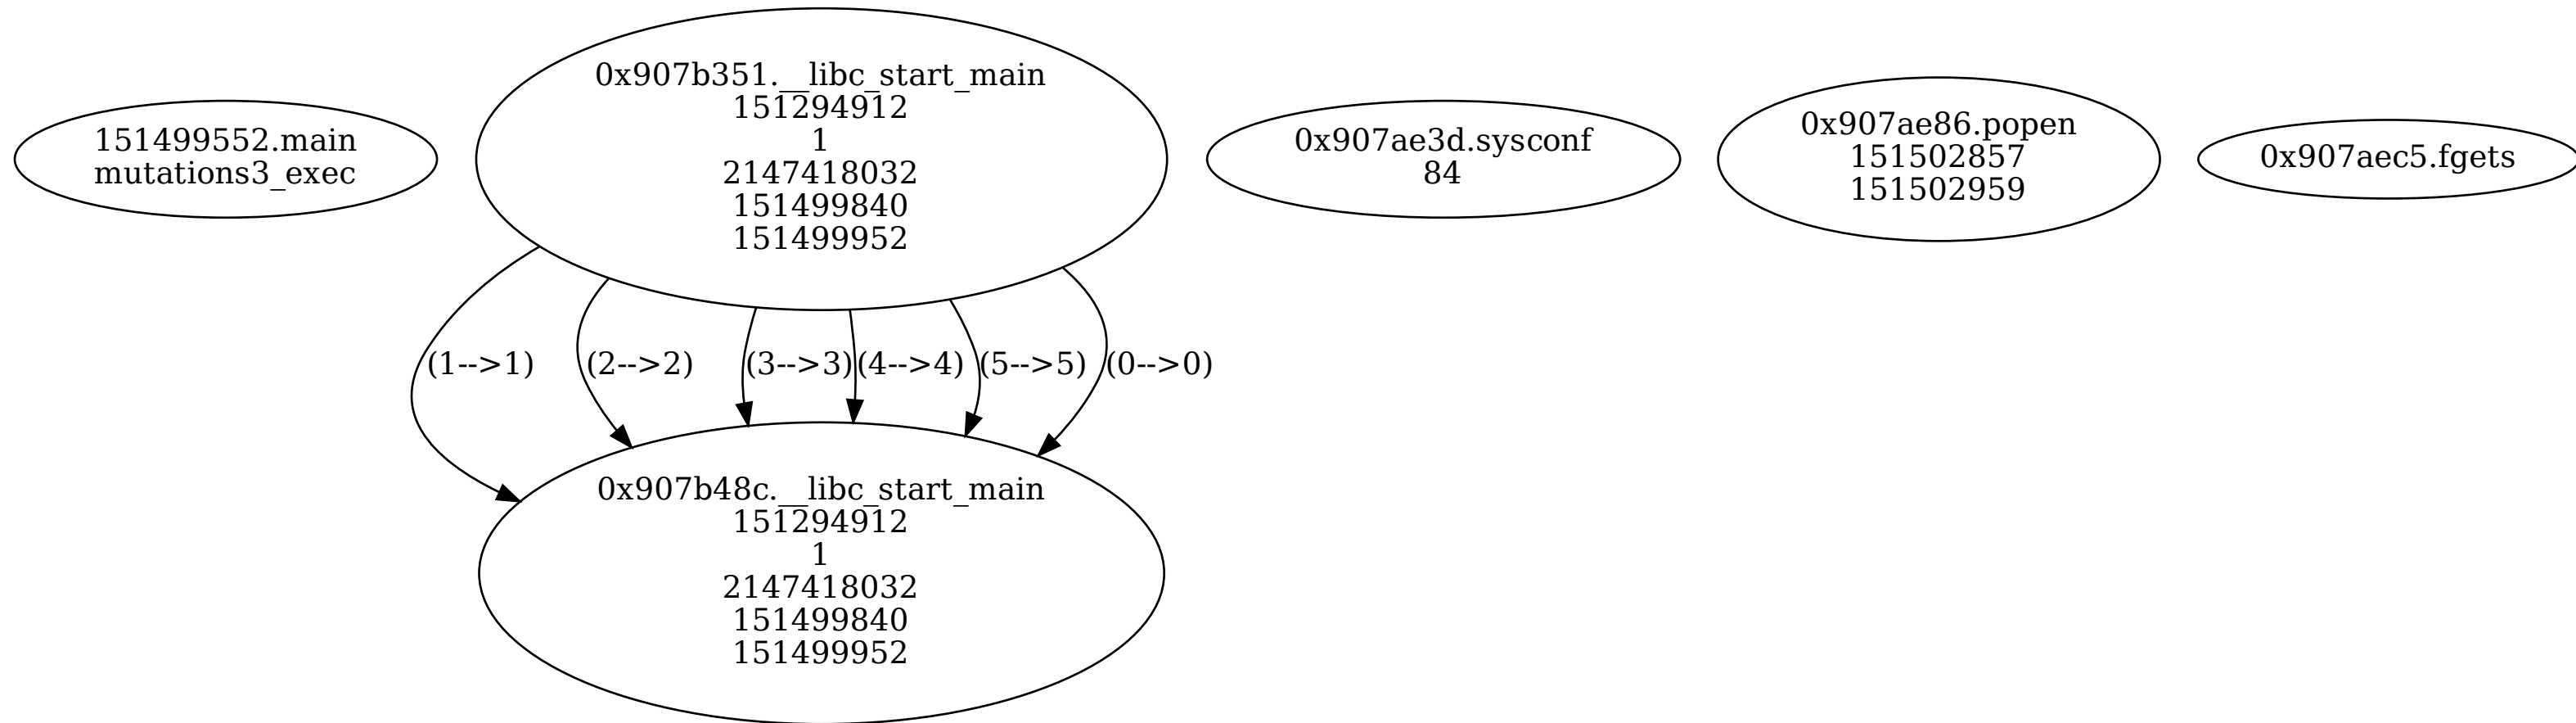 151499552.main
mutations3_exec
0x907b351.__libc_start_main
151294912
1
2147418032
151499840
151499952
0x907ae3d.sysconf
84
0x907ae86.popen
151502857
151502959
0x907aec5.fgets
(1-->1)
(2-->2)
(3-->3)
(4-->4)
(5-->5)
(0-->0)
0x907b48c.__libc_start_main
151294912
1
2147418032
151499840
151499952